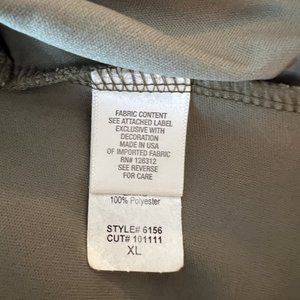 FABRIC CONTENT
SEE ATTACHED LABEL
EXCLUSIVE WITH
DECORATION
MADE IN USA
OF IMPORTED FABRIC
RN# 126312
SEE REVERSE
FOR CARE
100% Polyester
STYLE# 6156
CUT# 101111
XL